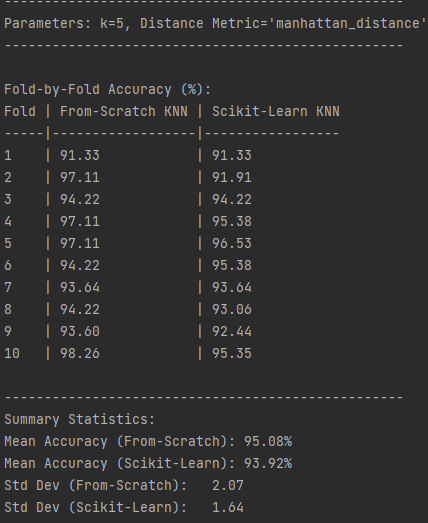 ---------------------------------------------------
Parameters: k=5, Distance Metric='manhattan_distance'
---------------------------------------------------
Fold-by-Fold Accuracy (%):
Fold | From-Scratch KNN | Scikit-Learn KNN
-----|------------------|-----------------
1    | 91.33            | 91.33
2    | 97.11            | 91.91
3    | 94.22            | 94.22
4    | 97.11            | 95.38
5    | 97.11            | 96.53
6    | 94.22            | 95.38
7    | 93.64            | 93.64
8    | 94.22            | 93.06
9    | 93.60            | 92.44
10   | 98.26            | 95.35
---------------------------------------------------
Summary Statistics:
Mean Accuracy (From-Scratch): 95.08%
Mean Accuracy (Scikit-Learn): 93.92%
Std Dev (From-Scratch):   2.07
Std Dev (Scikit-Learn):   1.64